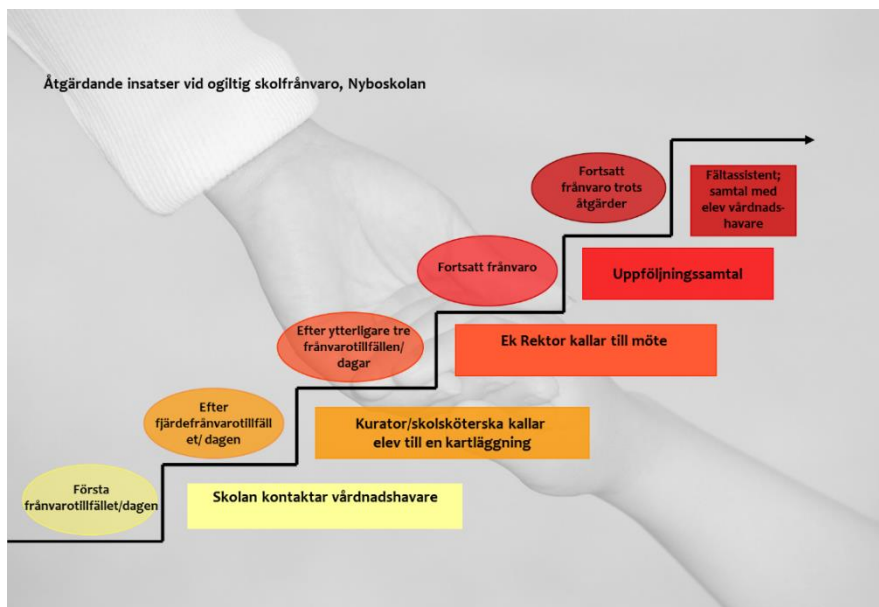 Åtgärdande insatser vid ogiltig skolfrånvaro, Nyboskolan
Fortsatt
frånvaro trots
åtgärder
Fältassistent;
samtal med
elev vårdnads-
havare
Fortsatt frånvaro
Uppföljningssamtal
Efter ytterligare tre
frånvarotillfällen/
dagar
Ek Rektor kallar till möte
Efter
fjärdefrånvarotillfäll
et/ dagen
Kurator/skolsköterska kallar
elev till en kartläggning
Första
frånvarotillfället/dagen
Skolan kontaktar vårdnadshavare